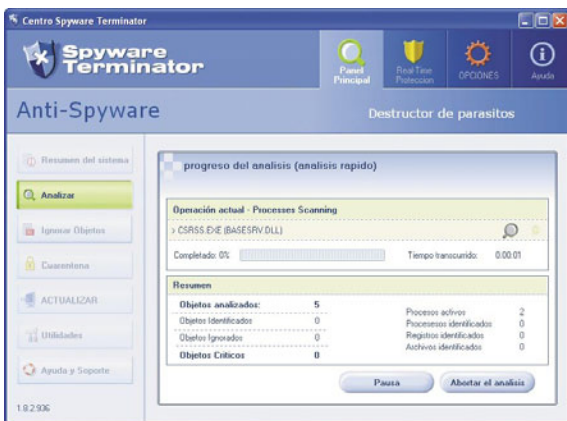 Centro Spyware Terminator
Spyware
Terminator
Panel
Principal
Real Time
Proteccion
OPCIONES
Ayuda
Anti-Spyware
Destructor de parasitos
Resumen del sistema
Analizar
Ignorar Objetos
Cuarentena
ACTUALIZAR
Utilidades
Ayuda y Soporte
1.8.2.936
progreso del analisis (analisis rapido)
Operación actual - Processes Scanning
> CSRSS.EXE (BASESRV.DLL)
0
Completado: 0%
Tiempo transcurrido: 0:00:01
Resumen
Objetos analizados: 5
Objetos Identificados 0
Objetos Ignorados 0
Objetos Criticos 0
Procesos activos 2
Procesesos identificados 0
Registros identificados 0
Archivos identificados 0
Pausa
Abortar el analisis